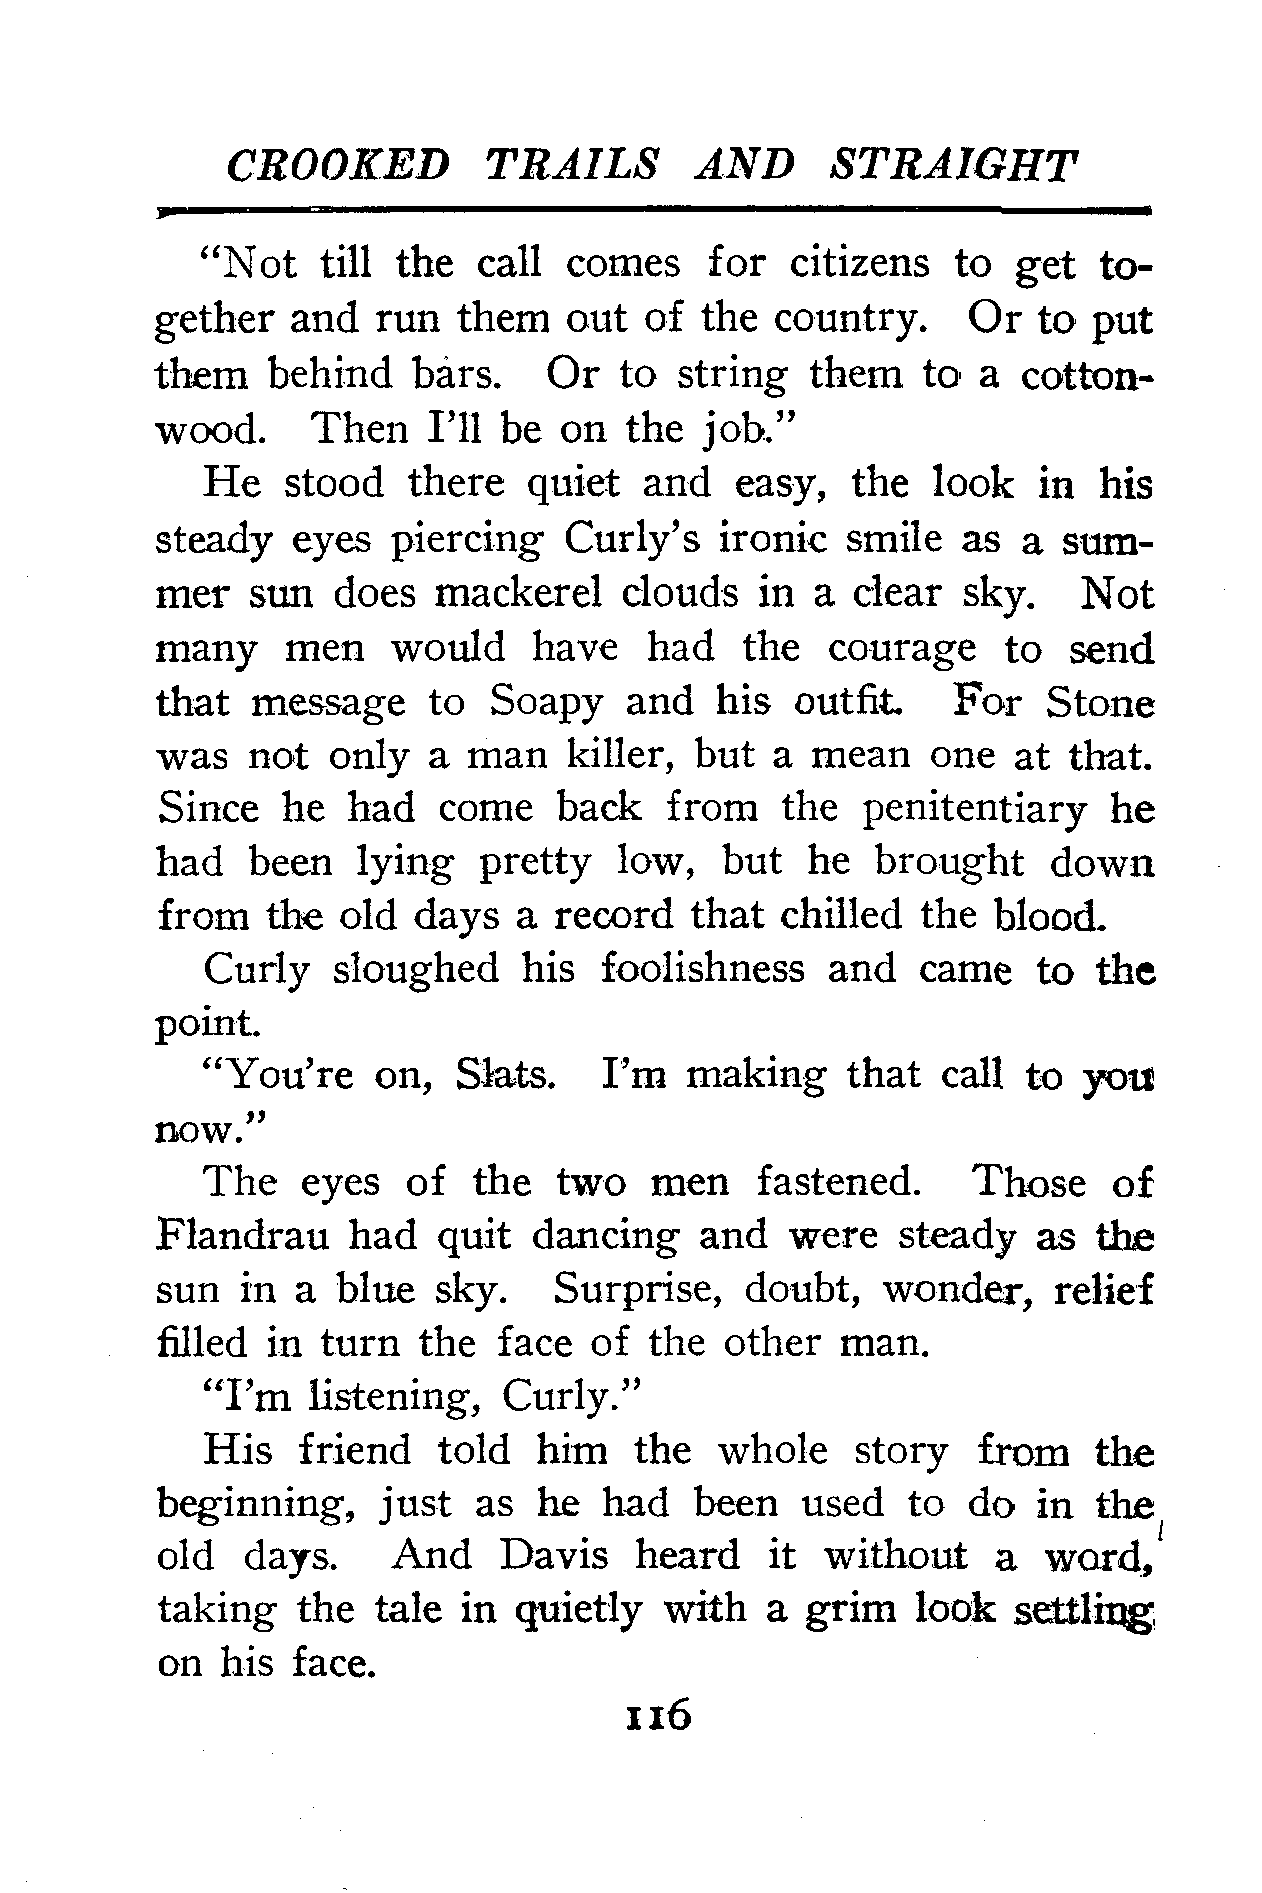 CROOKED TRAILS AND STRAIGHT
“Not till the call comes for citizens to get to-
gether and run them out of the country. Or to put
them behind bars. Or to string them to a cotton-
wood. Then I’ll be on the job.”
He stood there quiet and easy, the look in his
steady eyes piercing Curly’s ironic smile as a sum-
mer sun does mackerel clouds in a clear sky. Not
many men would have had the courage to send
that message to Soapy and his outfit. For Stone
was not only a man killer, but a mean one at that.
Since he had come back from the penitentiary he
had been lying pretty low, but he brought down
from the old days a record that chilled the blood.
Curly sloughed his foolishness and came to the
point.
“You’re on, Slats. I’m making that call to you
now.”
The eyes of the two men fastened. Those of
Flandrau had quit dancing and were steady as the
sun in a blue sky. Surprise, doubt, wonder, relief
filled in turn the face of the other man.
“I’m listening, Curly.”
His friend told him the whole story from the
beginning, just as he had been used to do in the
old days. And Davis heard it without a word,
taking the tale in quietly with a grim look settling
on his face.
116